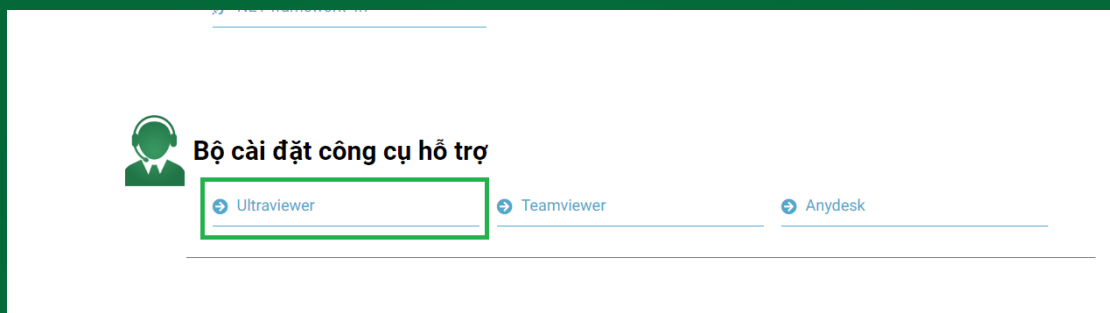 Bộ cài đặt công cụ hỗ trợ
Ultraviewer
Teamviewer
Anydesk